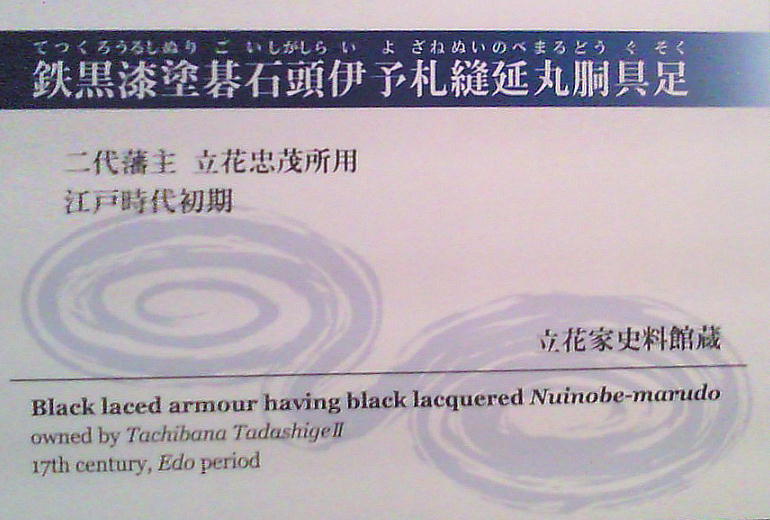 てつくろうるしぬり ご いしがしら い よ ざねぬいのべまるどう ぐ そく
鉄黒漆塗碁石頭伊予札縫延丸胴具足
二代藩主 立花忠茂所用
江戸時代初期
立花家史料館蔵
Black laced armour having black lacquered Nuinobe-marudo
owned by Tachibana TadashigeⅡ
17th century, Edo period